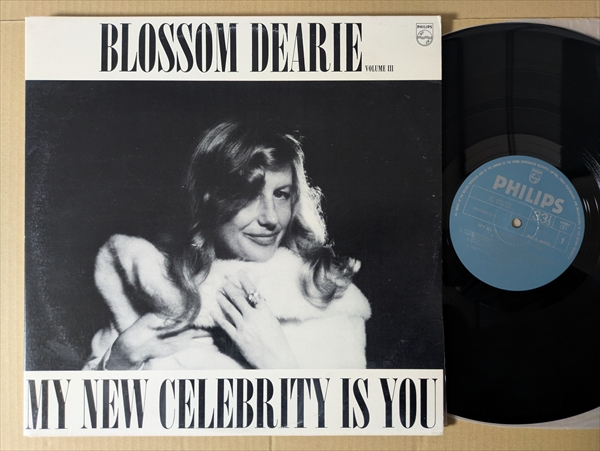 BLOSSOM DEARIE
VOLUME III
PHILIPS
MY NEW CELEBRITY IS YOU
PHILIPS